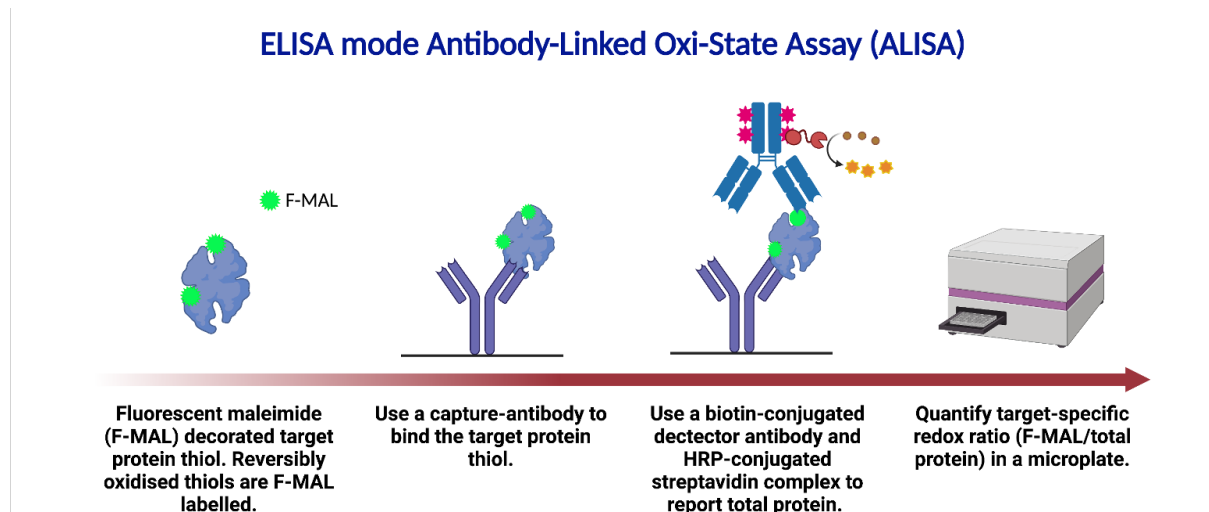 ELISA mode Antibody-Linked Oxi-State Assay (ALISA)
F-MAL
Fluorescent maleimide
(F-MAL) decorated target
protein thiol. Reversibly
oxidised thiols are F-MAL
labelled.
Use a capture-antibody to
bind the target protein
thiol.
Use a biotin-conjugated
dectector antibody and
HRP-conjugated
streptavidin complex to
report total protein.
Quantify target-specific
redox ratio (F-MAL/total
protein) in a microplate.